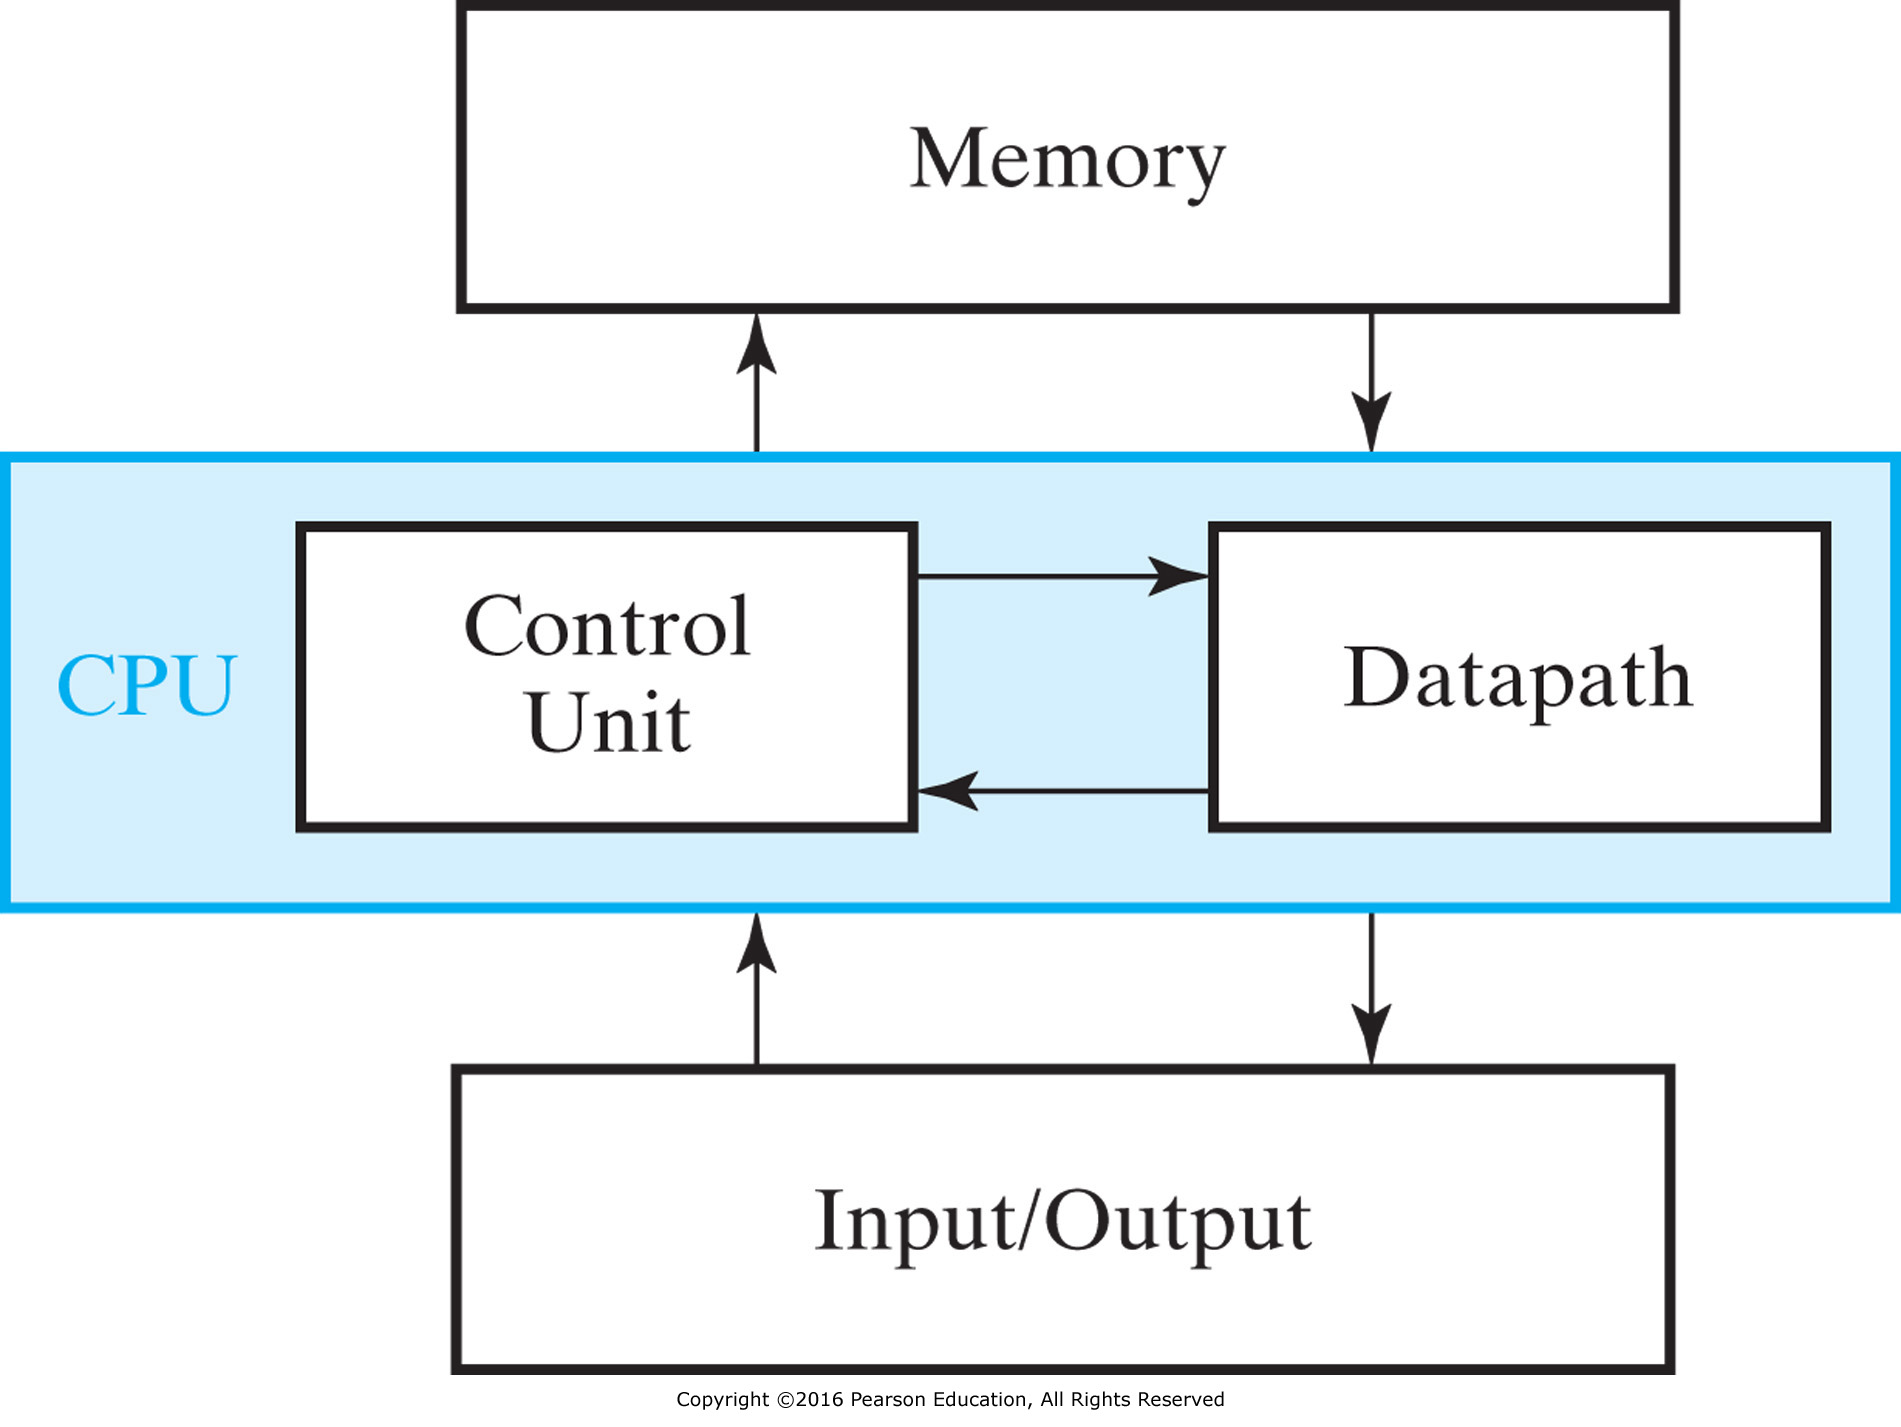 Memory
CPU
Control
Unit
Datapath
Input/Output
Copyright ©2016 Pearson Education, All Rights Reserved